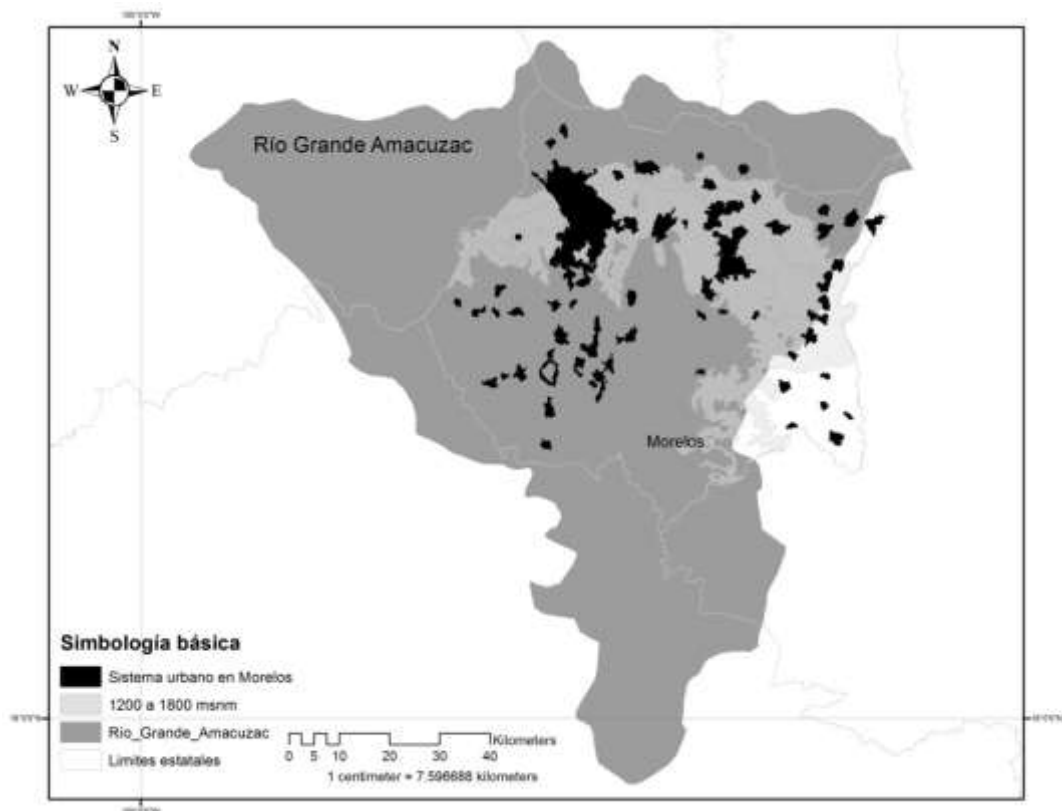 N
W E
S
Río Grande Amacuzac
Morelos
Simbología básica
Sistema urbano en Morelos
1200 a 1800 msnm
Río_Grande_Amacuzac
Limites estatales
Kilometers
0 5 10 20 30 40
1 centimeter = 7.596688 kilometers